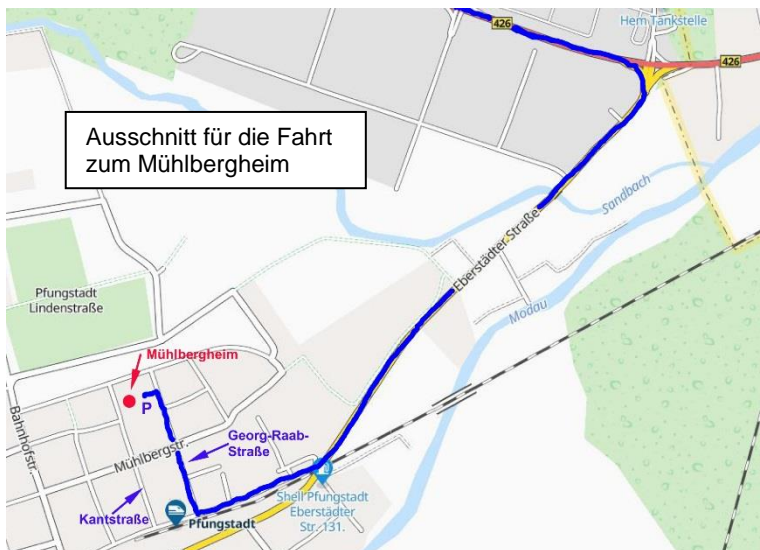 426
Hem Tankstelle
426
Ausschnitt für die Fahrt
zum Mühlbergheim
Sandbach
Eberstädter Straße
Modau
Pfungstadt
Lindenstraße
Mühlbergheim
P
Bahnhofstr.
Mühlbergstr.
Georg-Raab-
Straße
Kantstraße
Pfungstadt
Shell Pfungstadt
Eberstädter
Str. 131.